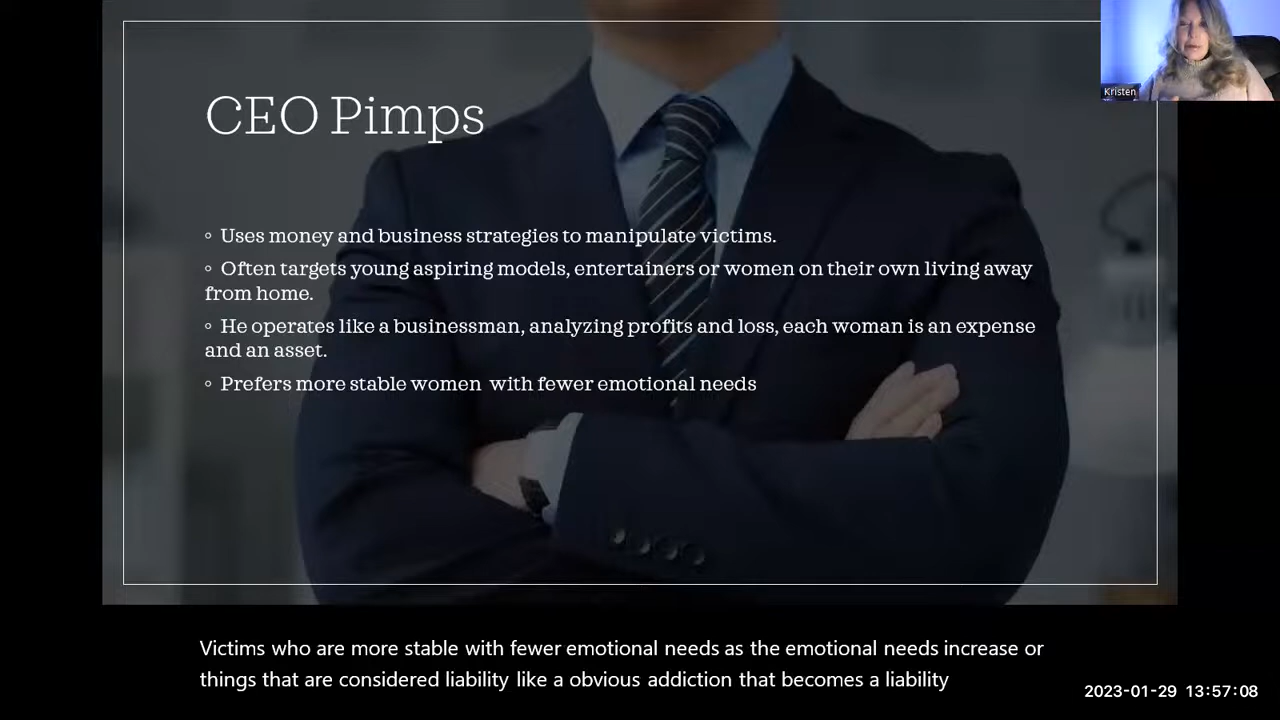 Kristen
CEO Pimps
◦ Uses money and business strategies to manipulate victims.
◦ Often targets young aspiring models, entertainers or women on their own living away
from home.
◦ He operates like a businessman, analyzing profits and loss, each woman is an expense
and an asset.
◦ Prefers more stable women  with fewer emotional needs
Victims who are more stable with fewer emotional needs as the emotional needs increase or
things that are considered liability like a obvious addiction that becomes a liability
2023-01-29 13:57:08